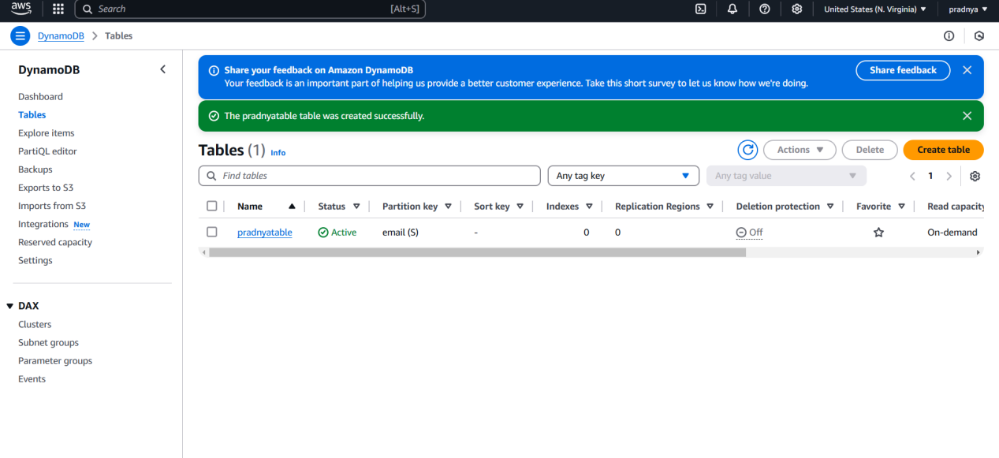 aws
Search [Alt+S]
United States (N. Virginia) pradnya
DynamoDB Tables
DynamoDB
Dashboard
Tables
Explore items
PartiQL editor
Backups
Exports to S3
Imports from S3
Integrations New
Reserved capacity
Settings
DAX
Clusters
Subnet groups
Parameter groups
Events
Share your feedback on Amazon DynamoDB
Your feedback is an important part of helping us provide a better customer experience. Take this short survey to let us know how we're doing.
Share feedback
The pradnyatable table was created successfully.
Tables (1) Info
Actions Delete Create table
Find tables Any tag key Any tag value 1
Name Status Partition key Sort key Indexes Replication Regions Deletion protection Favorite Read capacity
pradnyatable Active email (S) - 0 0 Off On-demand